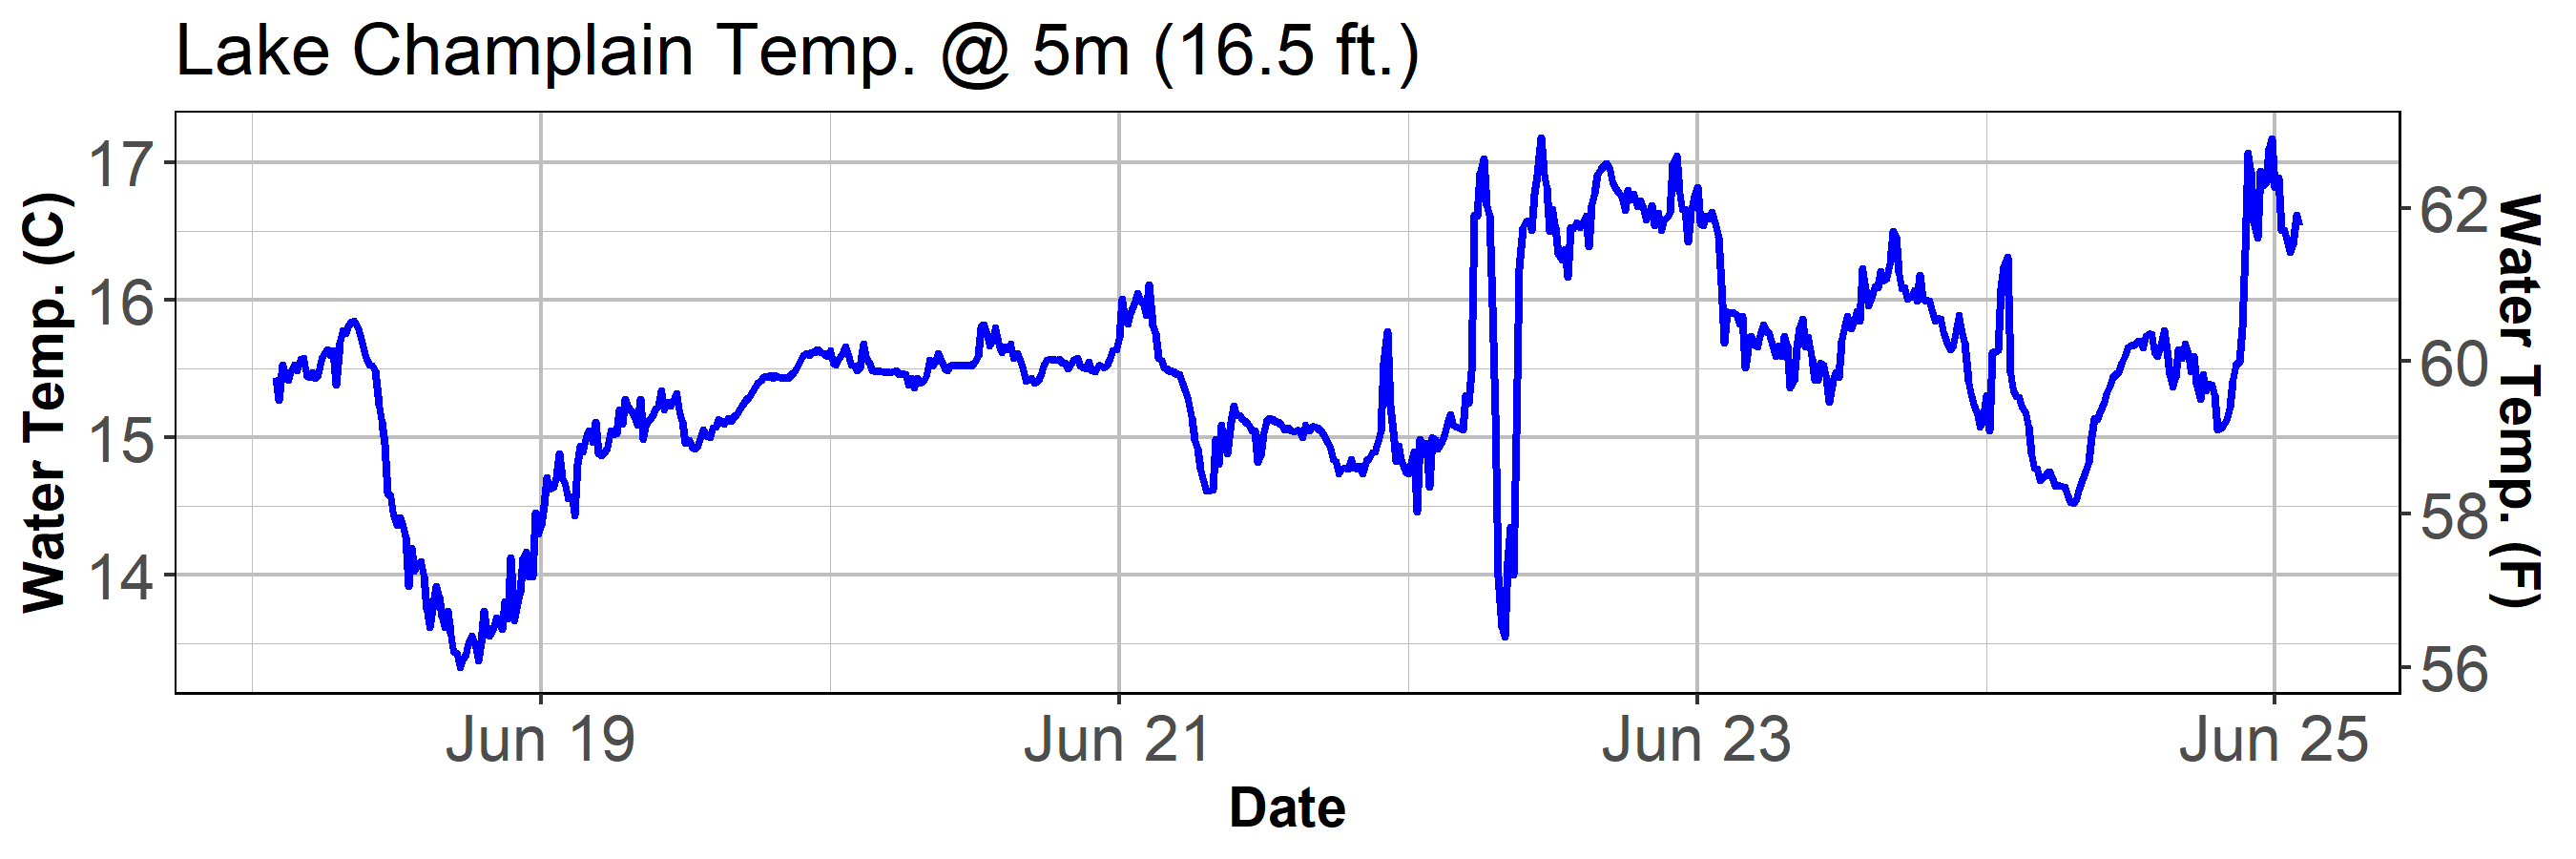 Lake Champlain Temp. @ 5m (16.5 ft.)
Water Temp. (C)
17
16
15
14
62
60
58
56
Water Temp. (F)
Jun 19 Jun 21 Jun 23 Jun 25
Date